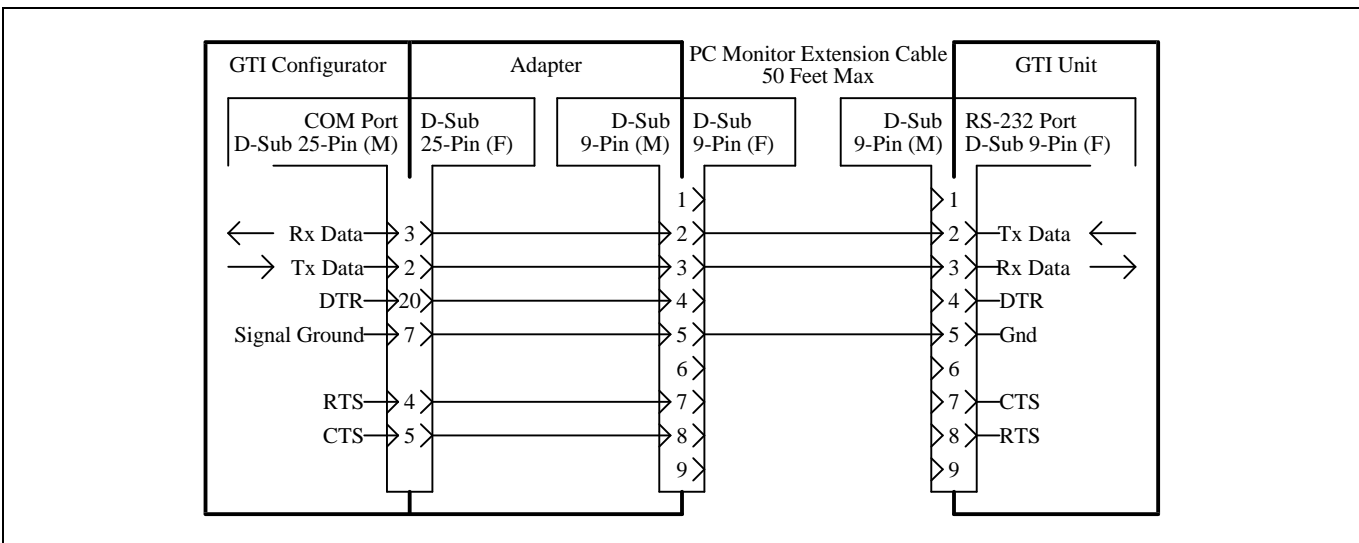 GTI Configurator
Adapter
PC Monitor Extension Cable
50 Feet Max
GTI Unit
COM Port
D-Sub 25-Pin (M)
D-Sub
25-Pin (F)
D-Sub
9-Pin (M)
D-Sub
9-Pin (F)
D-Sub
9-Pin (M)
RS-232 Port
D-Sub 9-Pin (F)
1 1
Rx Data 3 2 2 Tx Data
Tx Data 2 3 3 Rx Data
DTR 20 4 4 DTR
Signal Ground 7 5 5 Gnd
6 6
RTS 4 7 7 CTS
CTS 5 8 8 RTS
9 9